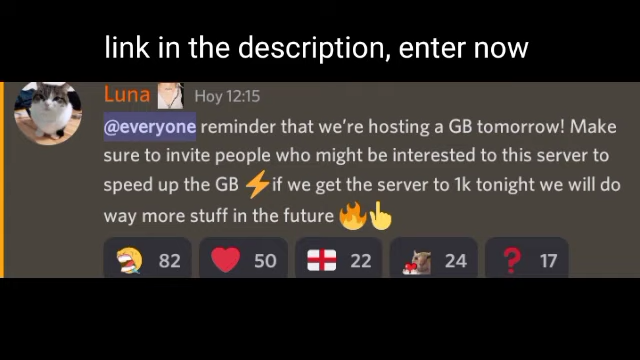 link in the description, enter now
Luna Hoy 12:15
@everyone reminder that we're hosting a GB tomorrow! Make
sure to invite people who might be interested to this server to
speed up the GB ⚡if we get the server to 1k tonight we will do
way more stuff in the future 🔥👆
82 50 22 24 17